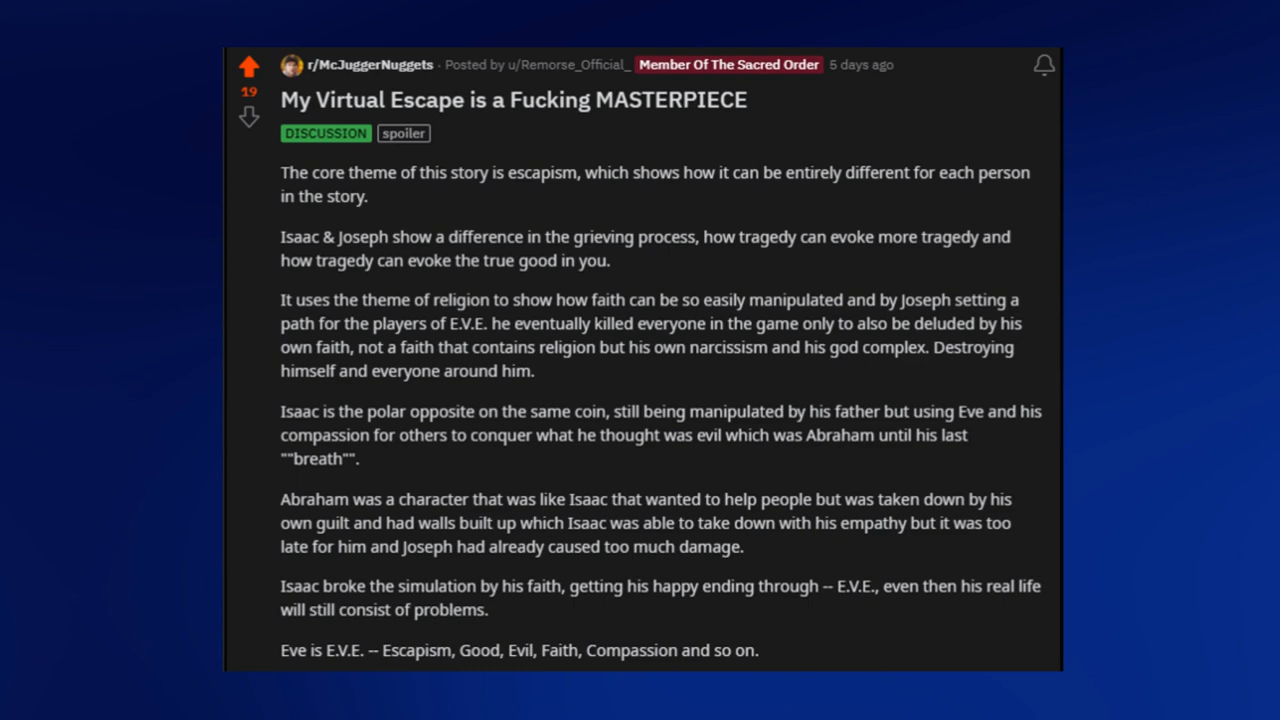 r/McJuggerNuggets · Posted by u/Remorse_Official_ Member Of The Sacred Order 5 days ago
19
My Virtual Escape is a Fucking MASTERPIECE
DISCUSSION spoiler
The core theme of this story is escapism, which shows how it can be entirely different for each person
in the story.
Isaac & Joseph show a difference in the grieving process, how tragedy can evoke more tragedy and
how tragedy can evoke the true good in you.
It uses the theme of religion to show how faith can be so easily manipulated and by Joseph setting a
path for the players of E.V.E. he eventually killed everyone in the game only to also be deluded by his
own faith, not a faith that contains religion but his own narcissism and his god complex. Destroying
himself and everyone around him.
Isaac is the polar opposite on the same coin, still being manipulated by his father but using Eve and his
compassion for others to conquer what he thought was evil which was Abraham until his last
""breath"".
Abraham was a character that was like Isaac that wanted to help people but was taken down by his
own guilt and had walls built up which Isaac was able to take down with his empathy but it was too
late for him and Joseph had already caused too much damage.
Isaac broke the simulation by his faith, getting his happy ending through -- E.V.E., even then his real life
will still consist of problems.
Eve is E.V.E. -- Escapism, Good, Evil, Faith, Compassion and so on.